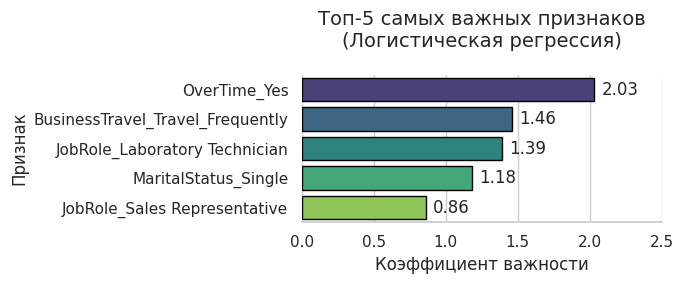 Топ-5 самых важных признаков
(Логистическая регрессия)
Признак
OverTime_Yes 2.03
BusinessTravel_Travel_Frequently 1.46
JobRole_Laboratory Technician 1.39
MaritalStatus_Single 1.18
JobRole_Sales Representative 0.86
0.0 0.5 1.0 1.5 2.0 2.5
Коэффициент важности